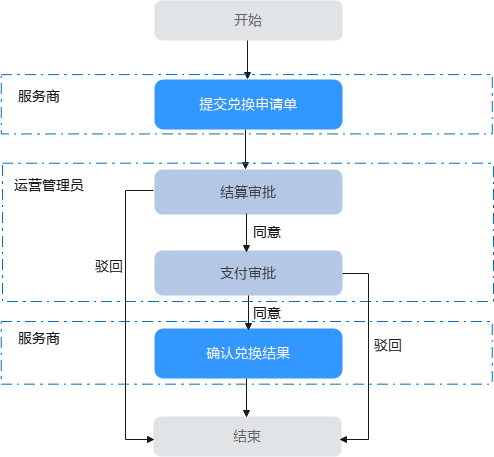 开始
服务商
提交兑换申请单
运营管理员
结算审批
同意
驳回
支付审批
同意
服务商
驳回
确认兑换结果
结束